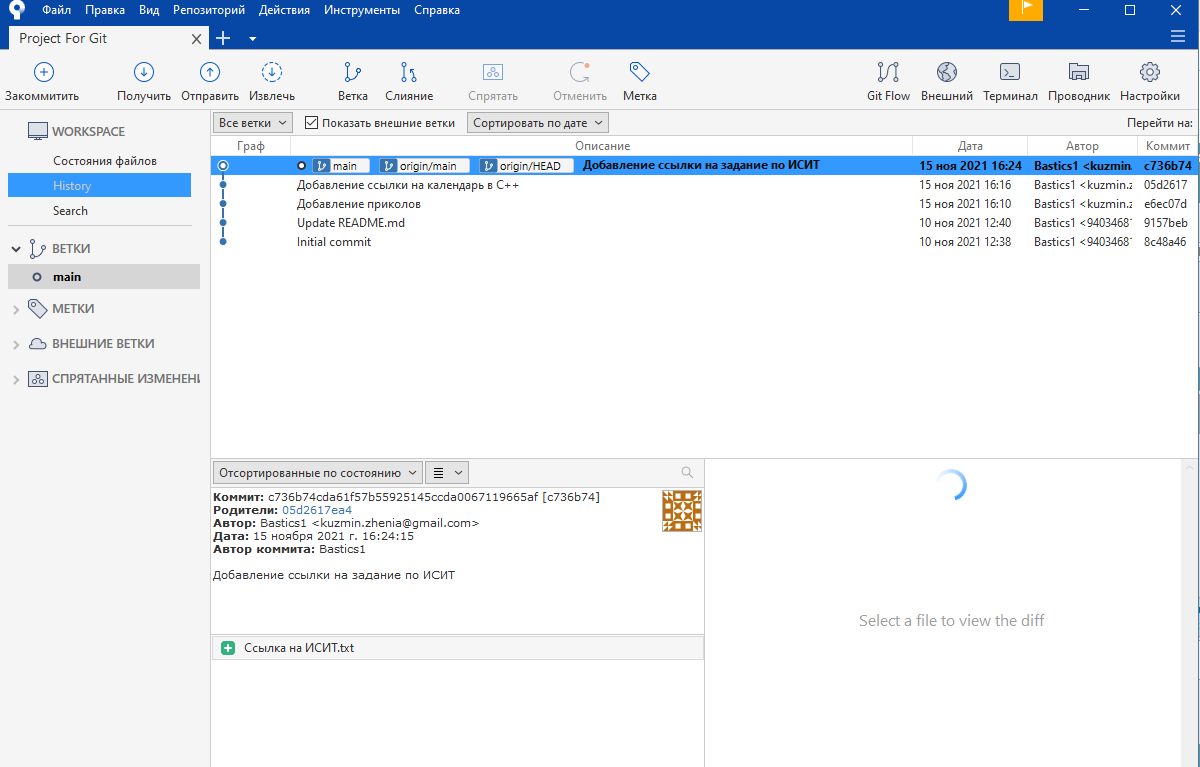 Файл Правка Вид Репозиторий Действия Инструменты Справка
Project For Git
Закоммитить Получить Отправить Извлечь Ветка Слияние Спрятать Отменить Метка Git Flow Внешний Терминал Проводник Настройки
WORKSPACE
Состояния файлов
History
Search
ВЕТКИ
main
МЕТКИ
ВНЕШНИЕ ВЕТКИ
СПРЯТАННЫЕ ИЗМЕНЕНИ
Все ветки Показать внешние ветки Сортировать по дате Перейти на:
Граф Описание Дата Автор Коммит
main origin/main origin/HEAD Добавление ссылки на задание по ИСИТ 15 ноя 2021 16:24 Bastics1 <kuzmin. c736b74
Добавление ссылки на календарь в C++ 15 ноя 2021 16:16 Bastics1 <kuzmin.z 05d2617
Добавление приколов 15 ноя 2021 16:10 Bastics1 <kuzmin.z e6ec07d
Update README.md 10 ноя 2021 12:40 Bastics1 <9403468 9157beb
Initial commit 10 ноя 2021 12:38 Bastics1 <9403468 8c48a46
Отсортированные по состоянию
Коммит: c736b74cda61f57b55925145ccda0067119665af [c736b74]
Родители: 05d2617ea4
Автор: Bastics1 <kuzmin.zhenia@gmail.com>
Дата: 15 ноября 2021 г. 16:24:15
Автор коммита: Bastics1
Добавление ссылки на задание по ИСИТ
Ссылка на ИСИТ.txt
Select a file to view the diff